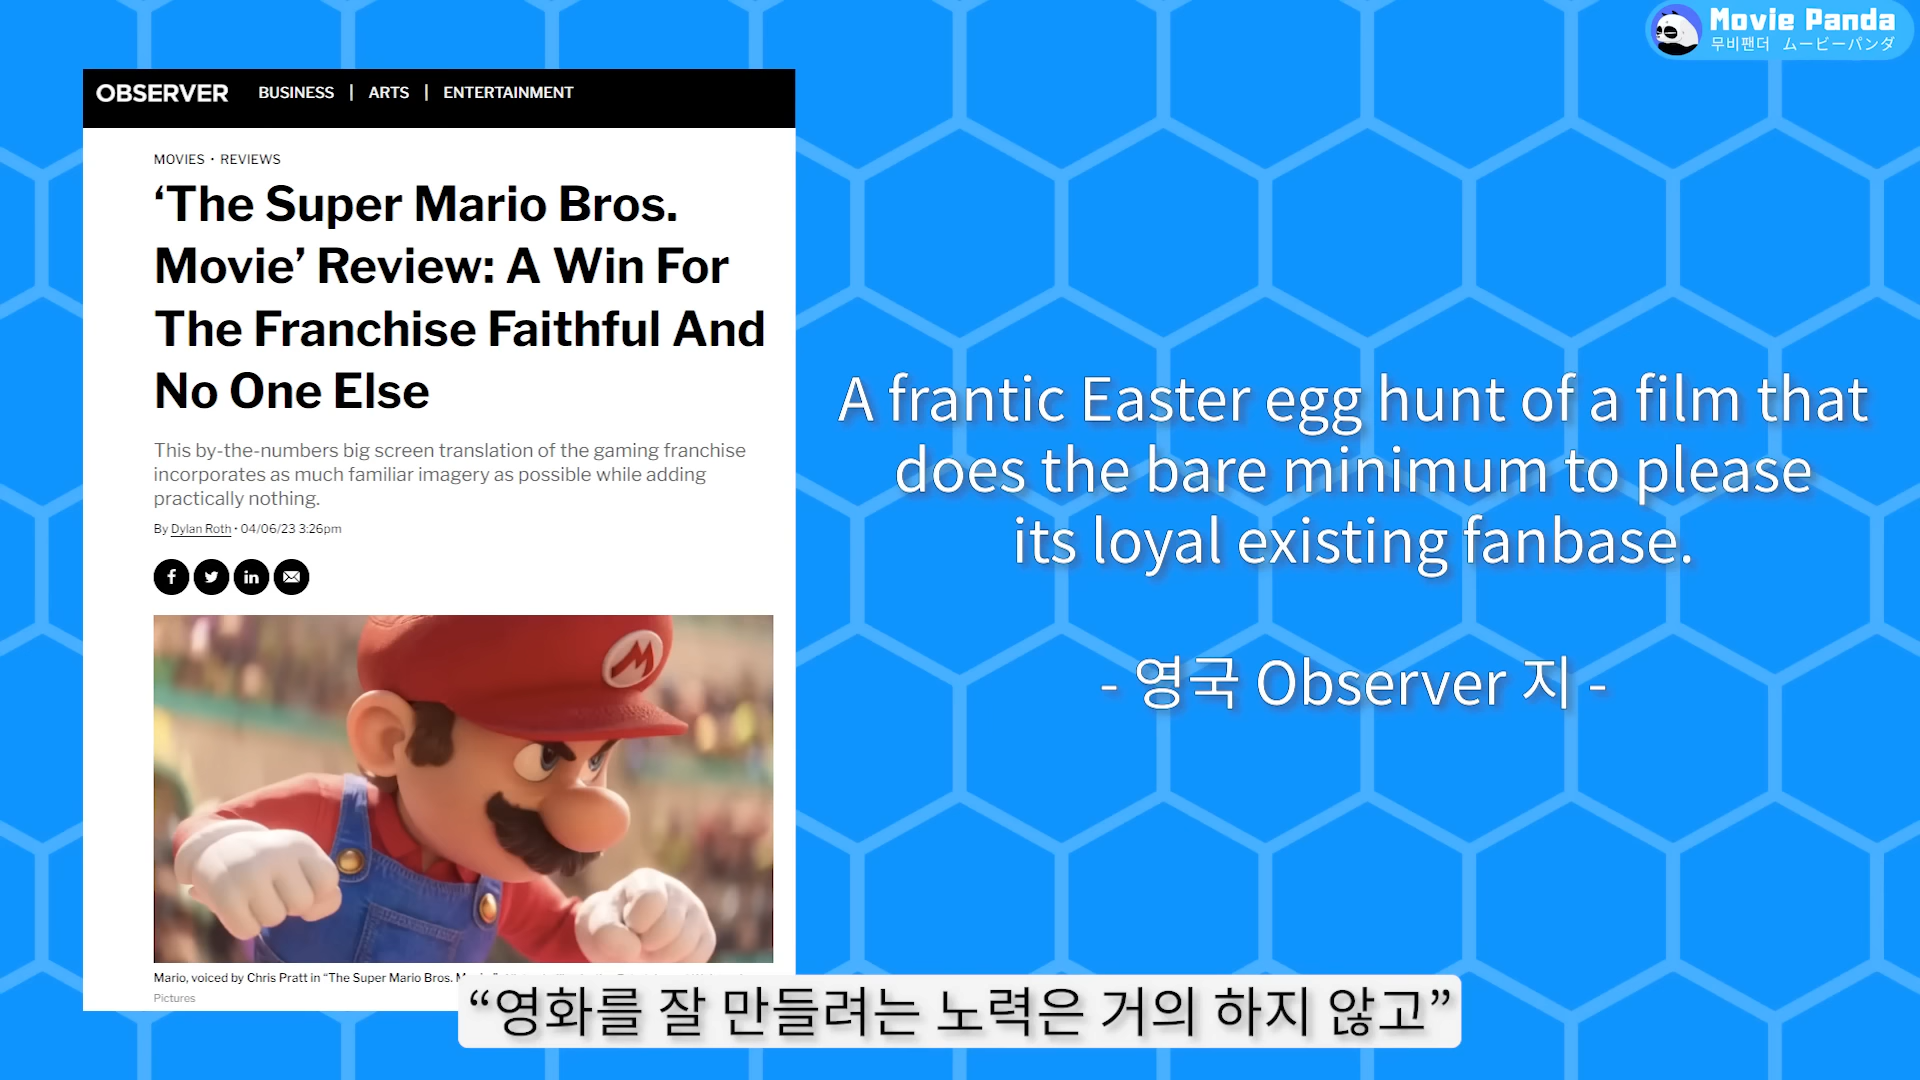 Movie Panda
무비팬더 ムービーパンダ
OBSERVER BUSINESS | ARTS | ENTERTAINMENT
MOVIES • REVIEWS
‘The Super Mario Bros.
Movie’ Review: A Win For
The Franchise Faithful And
No One Else
This by-the-numbers big screen translation of the gaming franchise
incorporates as much familiar imagery as possible while adding
practically nothing.
By Dylan Roth • 04/06/23 3:26pm
M
Mario, voiced by Chris Pratt in “The Super Mario Bros.
Pictures
A frantic Easter egg hunt of a film that
does the bare minimum to please
its loyal existing fanbase.
- 영국 Observer 지 -
“영화를 잘 만들려는 노력은 거의 하지 않고”